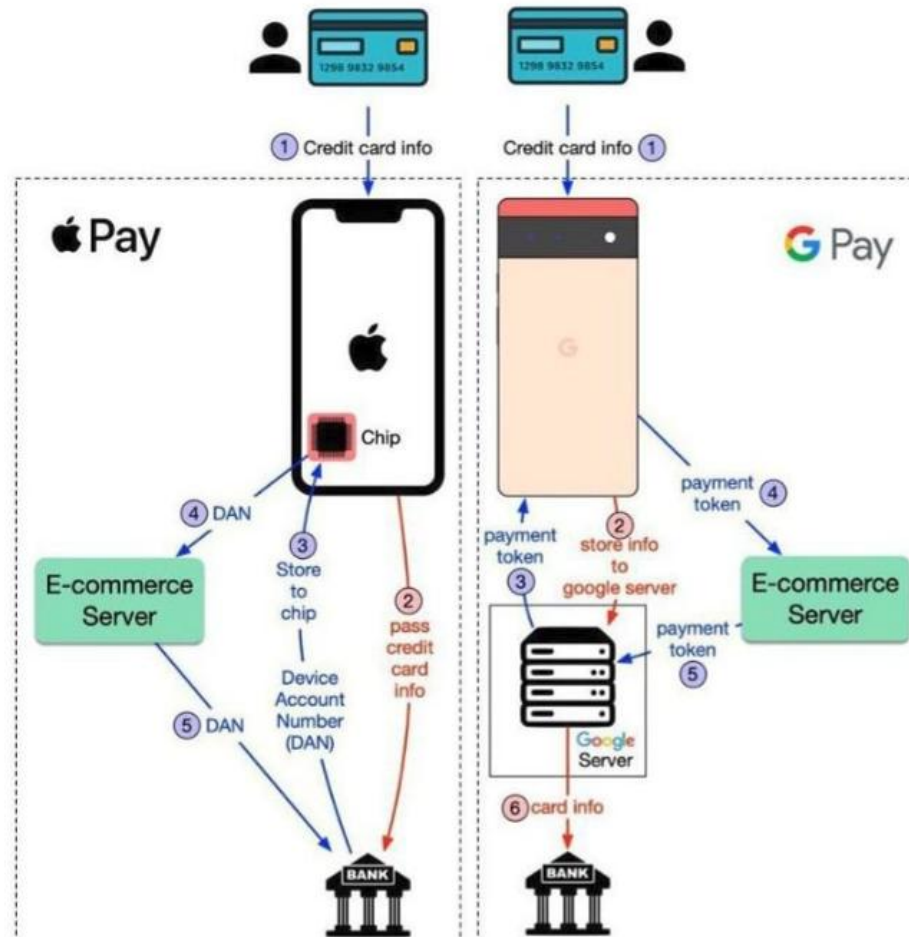 1298 9832 9854
1298 9832 9854
1 Credit card info
Credit card info 1
Pay
G Pay
G
Chip
4 DAN
3
Store
to
chip
2
pass
credit
card
info
E-commerce
Server
Device
Account
Number
(DAN)
5 DAN
BANK
payment
token
4
payment
token
3
2
store info
to
google server
E-commerce
Server
payment
token
5
Google
Server
6 card info
BANK